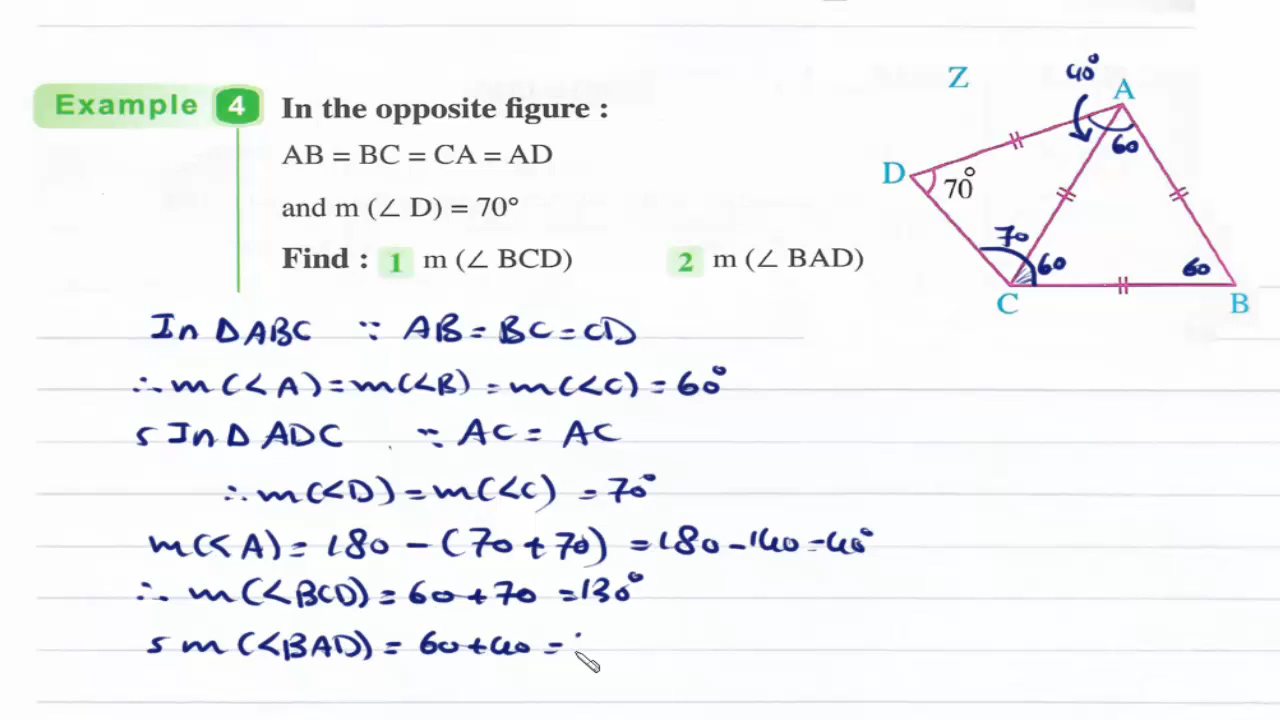 Example 4 In the opposite figure :
AB = BC = CA = AD
and m (∠ D) = 70°
Find : 1 m (∠ BCD) 2 m (∠ BAD)
Z
40°
A
60
D
70°
70
60
60
C
B
In Δ ABC ∵ AB = BC = CD
∴ m (<A) = m(<B) = m(<C) = 60°
, In Δ ADC ∵ AC = AC
∴ m(<D) = m(<C) = 70°
m(<A) = 180 - (70 + 70) = 180 - 140 = 40°
∴ m(<BCD) = 60 + 70 = 130°
, m(<BAD) = 60 + 40 =